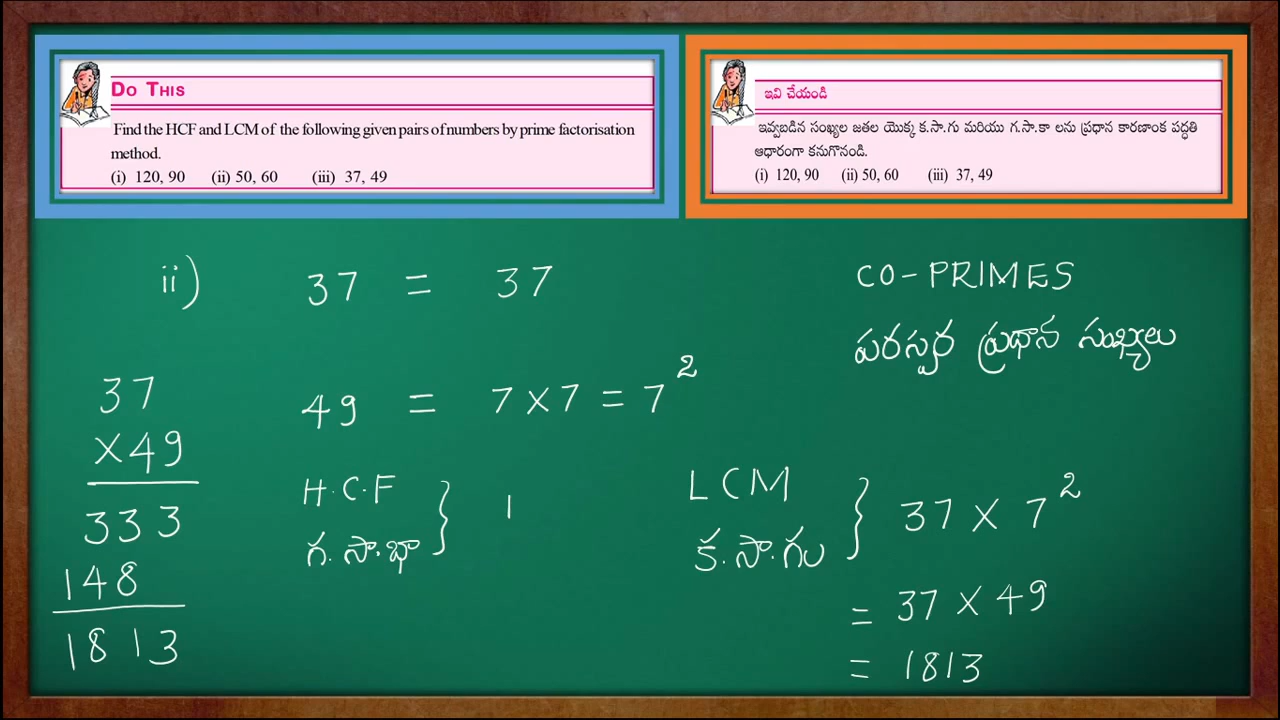 DO THIS
Find the HCF and LCM of the following given pairs of numbers by prime factorisation
method.
(i) 120, 90 (ii) 50, 60 (iii) 37, 49
ఇవి చేయండి
ఇవ్వబడిన సంఖ్యల జతల యొక్క క.సా.గు మరియు గ.సా.కా లను ప్రధాన కారణాంక పద్ధతి
ఆధారంగా కనుగొనండి.
(i) 120, 90 (ii) 50, 60 (iii) 37, 49
ii) 37 = 37
49 = 7 × 7 = 7²
H.C.F
గ.సా.భా } 1
37
×49
333
148
1813
CO-PRIMES
పరస్పర ప్రధాన సంఖ్యలు
LCM
క.సా.గు } 37 × 7²
= 37 × 49
= 1813